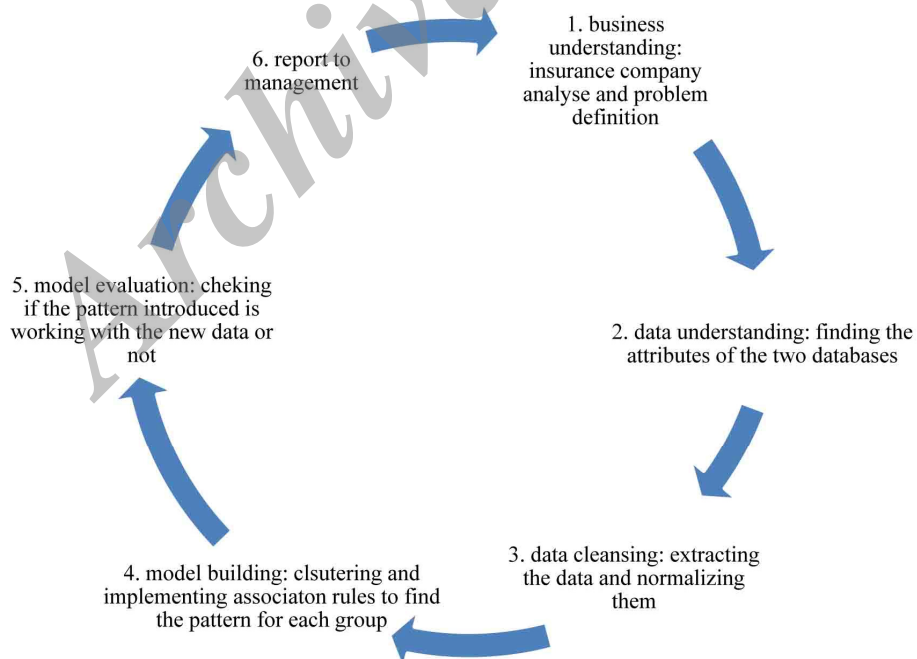 1. business
understanding:
insurance company
analyse and problem
definition
2. data understanding: finding the
attributes of the two databases
3. data cleansing: extracting
the data and normalizing
them
4. model building: clsutering and
implementing associaton rules to find
the pattern for each group
5. model evaluation: cheking
if the pattern introduced is
working with the new data or
not
6. report to
management